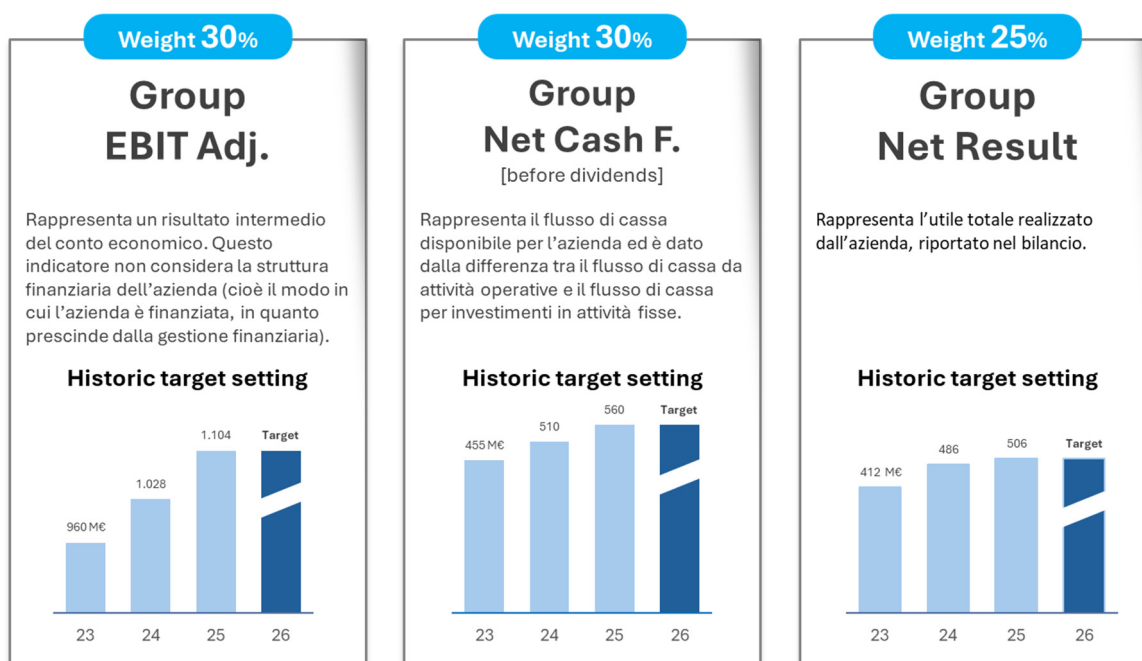 Weight 30%
Group
EBIT Adj.
Rappresenta un risultato intermedio
del conto economico. Questo
indicatore non considera la struttura
finanziaria dell’azienda (cioè il modo in
cui l’azienda è finanziata, in quanto
prescinde dalla gestione finanziaria).
Historic target setting
960 M€
1.028
1.104
Target
23
24
25
26
Weight 30%
Group
Net Cash F.
[before dividends]
Rappresenta il flusso di cassa
disponibile per l’azienda ed è dato
dalla differenza tra il flusso di cassa da
attività operative e il flusso di cassa
per investimenti in attività fisse.
Historic target setting
455 M€
510
560
Target
23
24
25
26
Weight 25%
Group
Net Result
Rappresenta l’utile totale realizzato
dall’azienda, riportato nel bilancio.
Historic target setting
412 M€
486
506
Target
23
24
25
26